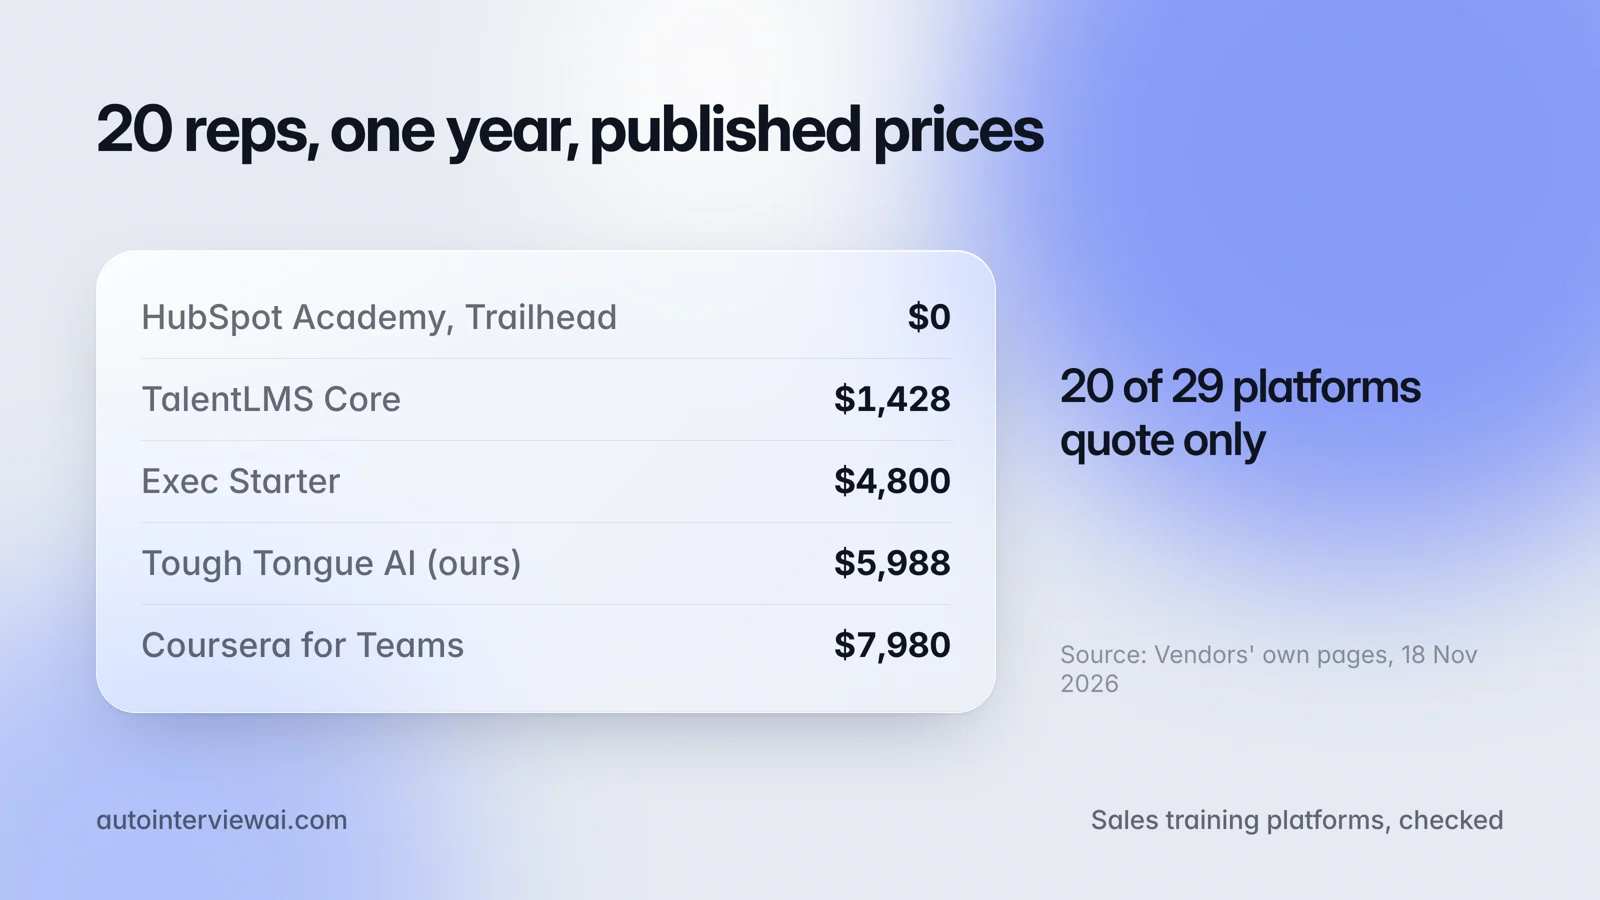 20 reps, one year, published prices
HubSpot Academy, Trailhead $0
TalentLMS Core $1,428
Exec Starter $4,800
Tough Tongue AI (ours) $5,988
Coursera for Teams $7,980
20 of 29 platforms
quote only
Source: Vendors' own pages, 18 Nov
2026
autointerviewai.com
Sales training platforms, checked